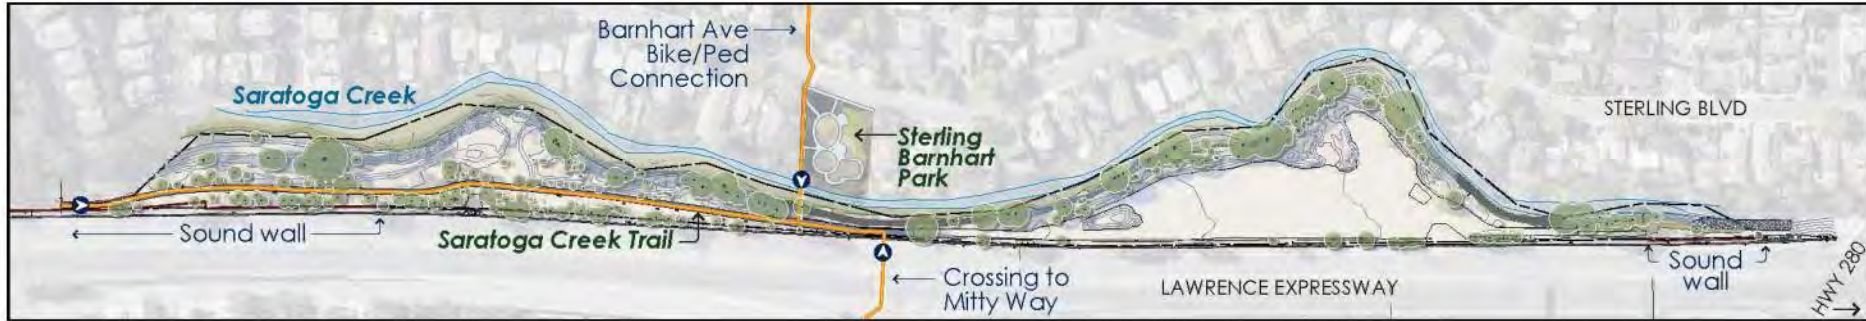 Barnhart Ave
Bike/Ped
Connection
Saratoga Creek
STERLING BLVD
Sterling
Barnhart
Park
Sound wall
Saratoga Creek Trail
Crossing to
Mitty Way
LAWRENCE EXPRESSWAY
Sound
wall
HWY 280